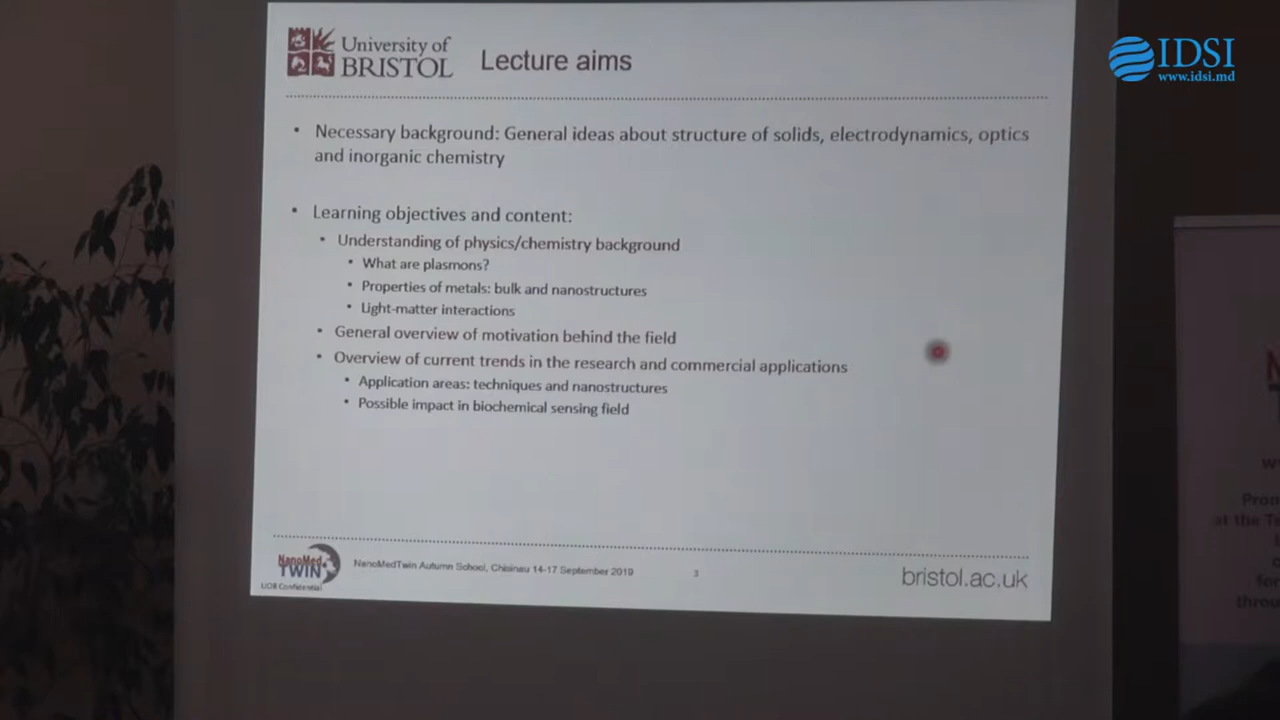 University of
BRISTOL
Lecture aims
IDSI
www.idsi.md
• Necessary background: General ideas about structure of solids, electrodynamics, optics
and inorganic chemistry
• Learning objectives and content:
• Understanding of physics/chemistry background
• What are plasmons?
• Properties of metals: bulk and nanostructures
• Light-matter interactions
• General overview of motivation behind the field
• Overview of current trends in the research and commercial applications
• Application areas: techniques and nanostructures
• Possible impact in biochemical sensing field
NanoMed
TWIN
UOB Confidential
NanoMedTwin Autumn School, Chisinau 14-17 September 2019
3
bristol.ac.uk
at the